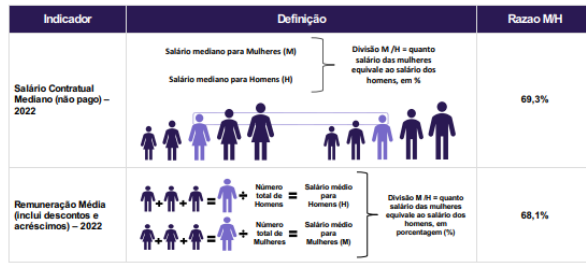 Indicador
Definição
Razao M/H
Salário Contratual
Mediano (não pago) –
2022
Salário mediano para Mulheres (M)
Salário mediano para Homens (H)
Divisão M /H = quanto
salário das mulheres
equivale ao salário dos
homens, em %
69,3%
Remuneração Média
(inclui descontos e
acréscimos) – 2022
+ + = ÷
Número
total de
Homens
=
Salário médio
para
Homens (H)
+ + = ÷
Número
total de
Mulheres
=
Salário médio
para
Mulheres (M)
Divisão M /H = quanto
salário das mulheres
equivale ao salário dos
homens, em
porcentagem (%)
68,1%